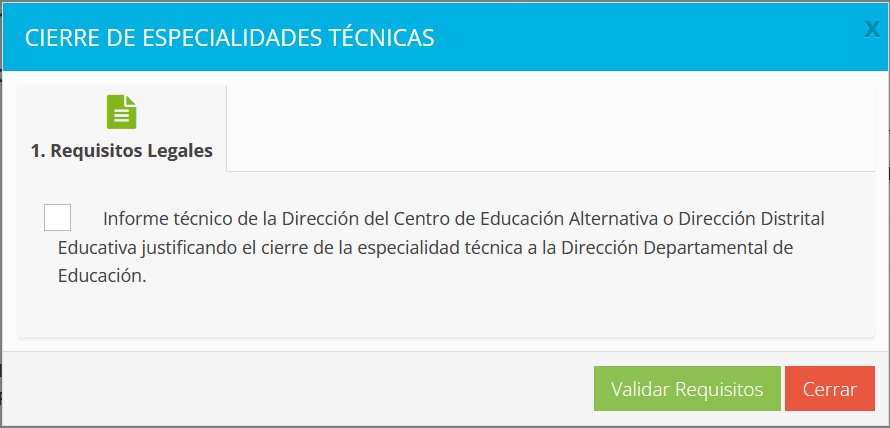 CIERRE DE ESPECIALIDADES TÉCNICAS
X
1. Requisitos Legales
Informe técnico de la Dirección del Centro de Educación Alternativa o Dirección Distrital
Educativa justificando el cierre de la especialidad técnica a la Dirección Departamental de
Educación.
Validar Requisitos
Cerrar